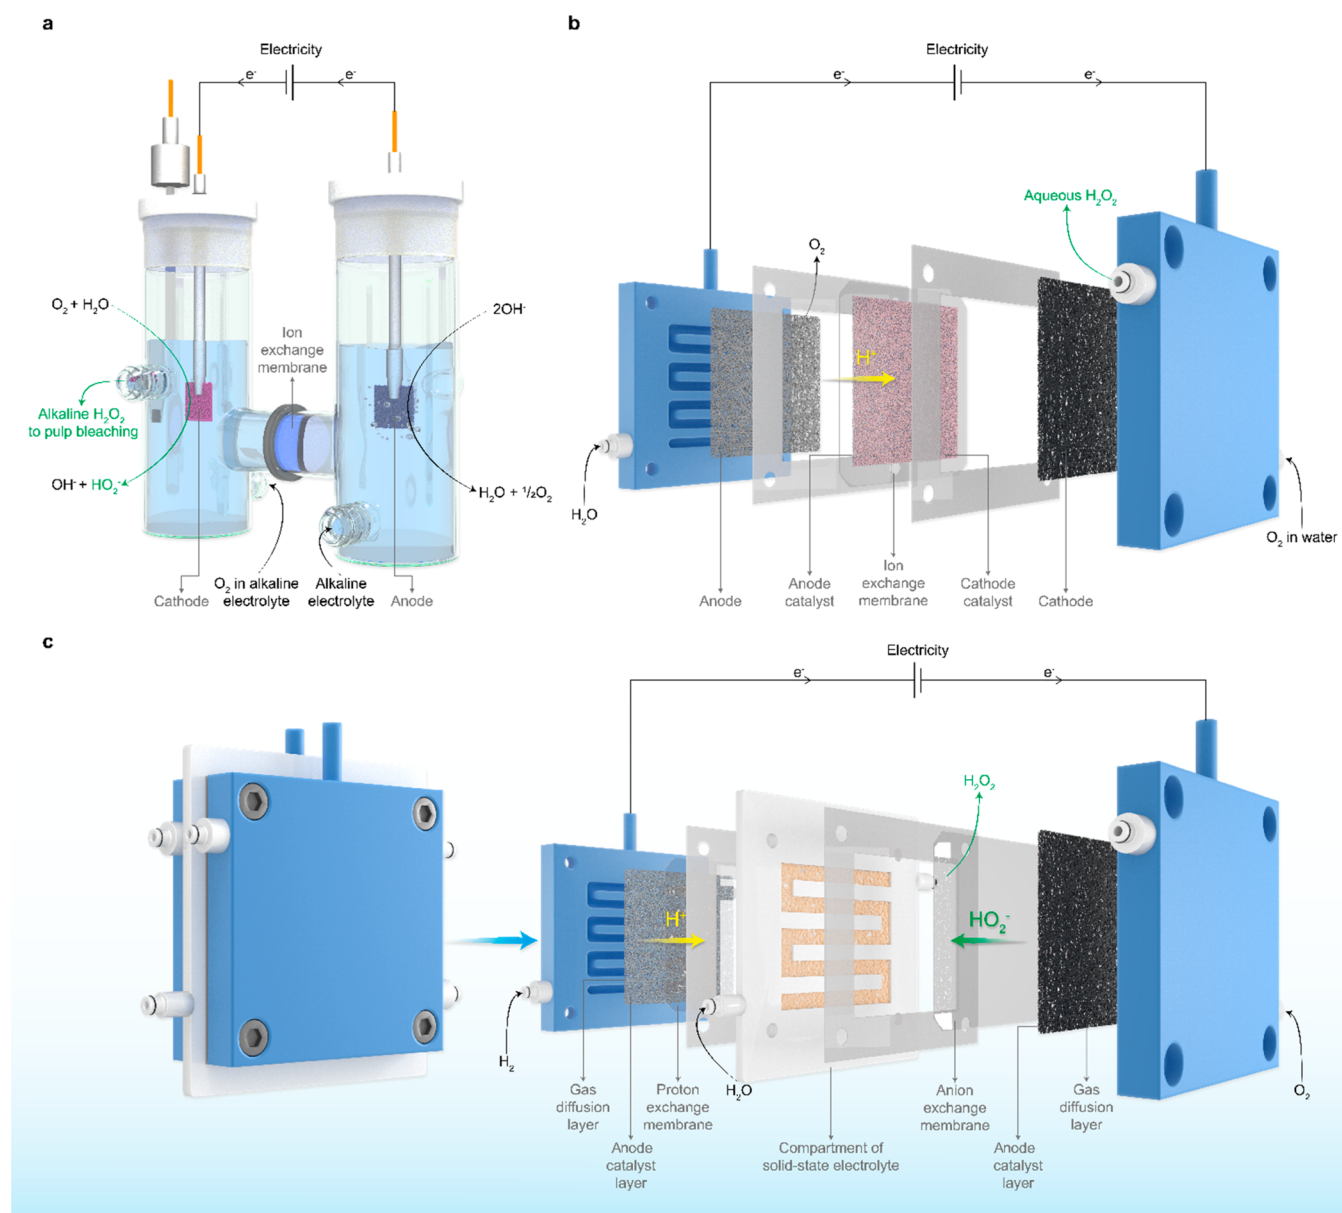 a
Electricity
e-
e-
O2 + H2O
2OH-
Ion
exchange
membrane
Alkaline H2O2
to pulp bleaching
OH- + HO2-
H2O + ½O2
Cathode
O2 in alkaline
electrolyte
Alkaline
electrolyte
Anode
b
Electricity
e-
e-
Aqueous H2O2
O2
H+
H2O
O2 in water
Anode
Anode
catalyst
Ion
exchange
membrane
Cathode
catalyst
Cathode
c
Electricity
e-
e-
H2O2
H+
HO2-
H2
H2O
O2
Gas
diffusion
layer
Anode
catalyst
layer
Proton
exchange
membrane
Compartment of
solid-state electrolyte
Anion
exchange
membrane
Anode
catalyst
layer
Gas
diffusion
layer